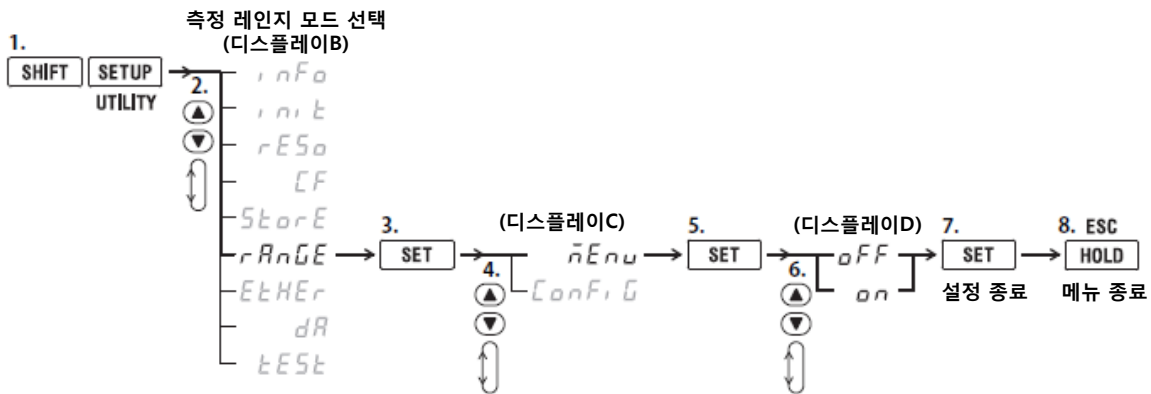 측정 레인지 모드 선택
(디스플레이B)
1.
SHIFT SETUP
UTILITY
2.
inFo
init
rESo
CF
StorE
rAnGE
EtHEr
dA
tESt
3.
SET
(디스플레이C)
4.
mEnu
ConFiG
5.
SET
(디스플레이D)
6.
oFF
on
7.
SET
설정 종료
8. ESC
HOLD
메뉴 종료